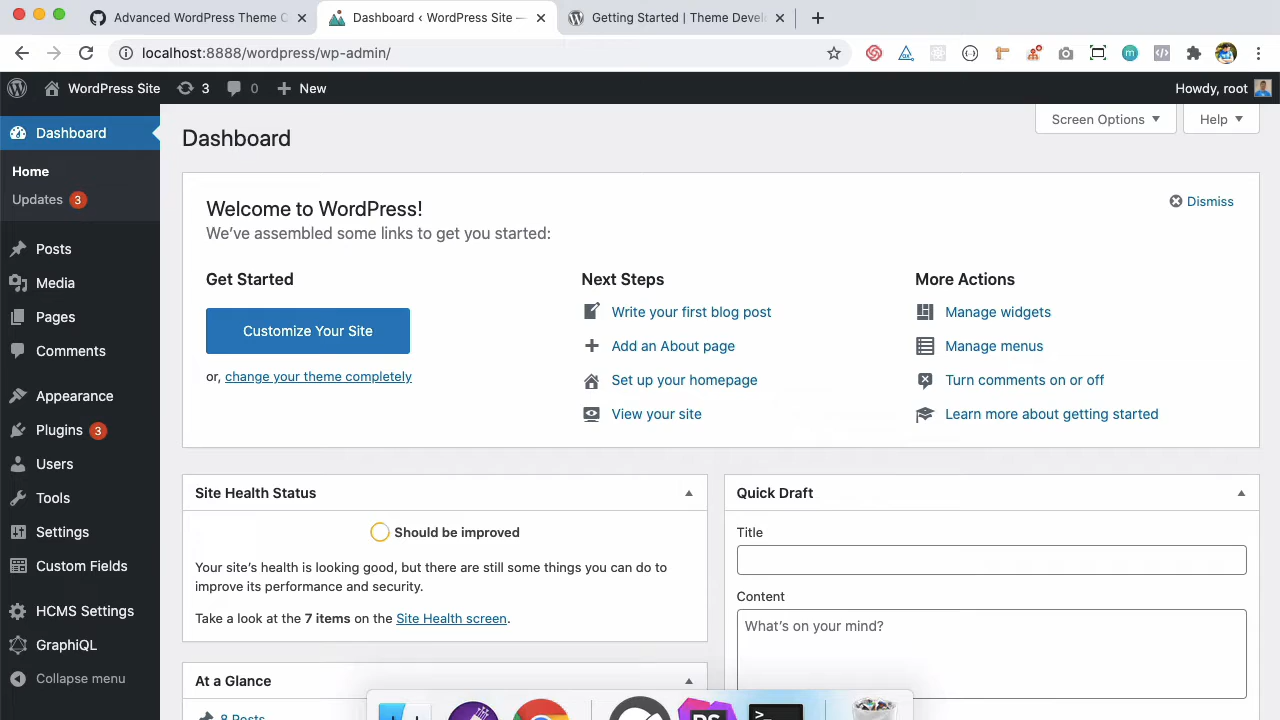 Advanced WordPress Theme C
Dashboard ‹ WordPress Site —
Getting Started | Theme Devel
localhost:8888/wordpress/wp-admin/
WordPress Site
3
0
New
Howdy, root
Dashboard
Home
Updates 3
Posts
Media
Pages
Comments
Appearance
Plugins 3
Users
Tools
Settings
Custom Fields
HCMS Settings
GraphiQL
Collapse menu
Dashboard
Screen Options
Help
Welcome to WordPress!
Dismiss
We've assembled some links to get you started:
Get Started
Customize Your Site
or, change your theme completely
Next Steps
Write your first blog post
Add an About page
Set up your homepage
View your site
More Actions
Manage widgets
Manage menus
Turn comments on or off
Learn more about getting started
Site Health Status
Should be improved
Your site's health is looking good, but there are still some things you can do to
improve its performance and security.
Take a look at the 7 items on the Site Health screen.
At a Glance
8 Posts
Quick Draft
Title
Content
What's on your mind?